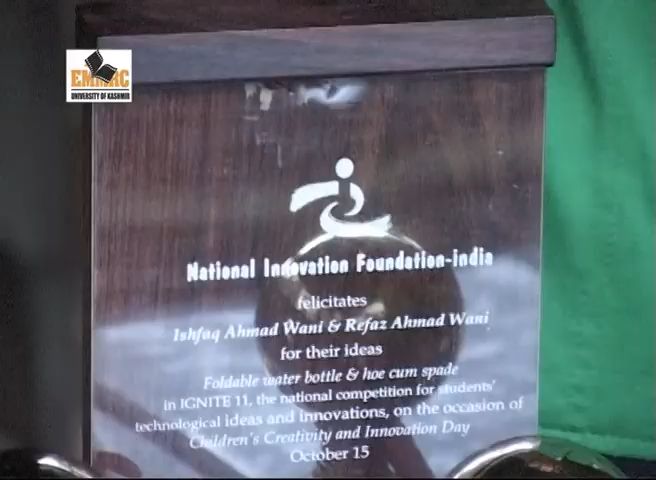 EMMRC
UNIVERSITY OF KASHMIR
National Innovation Foundation-india
felicitates
Ishfaq Ahmad Wani & Refaz Ahmad Wani
for their ideas
Foldable water bottle & hoe cum spade
in IGNITE 11, the national competition for students'
technological ideas and innovations, on the occasion of
Children's Creativity and Innovation Day
October 15